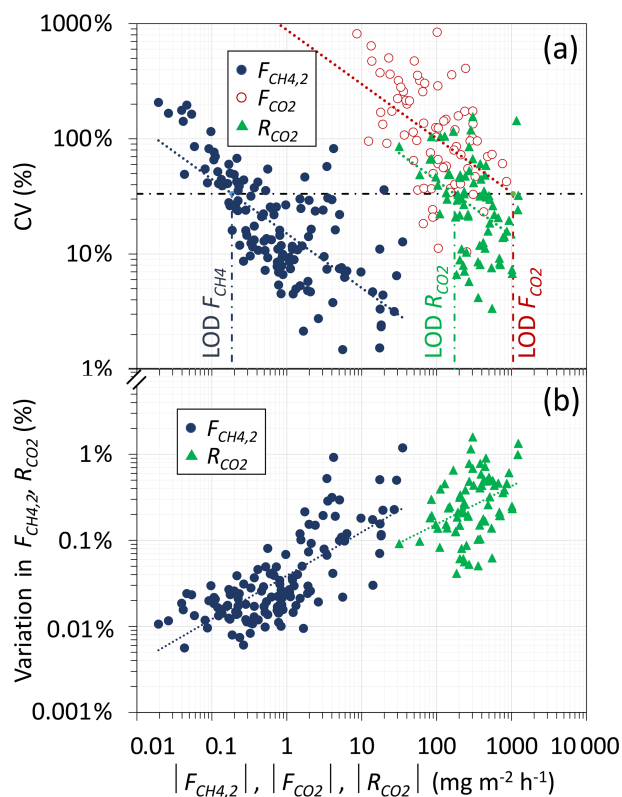 1000%
(a)
F_CH4,2
F_CO2
R_CO2
100%
CV (%)
10%
LOD F_CH4
LOD R_CO2
LOD F_CO2
1%
(b)
F_CH4,2
R_CO2
Variation in F_CH4,2, R_CO2 (%)
1%
0.1%
0.01%
0.001%
0.01 0.1 1 10 100 1000 10 000
|F_CH4,2|, |F_CO2|, |R_CO2| (mg m⁻² h⁻¹)